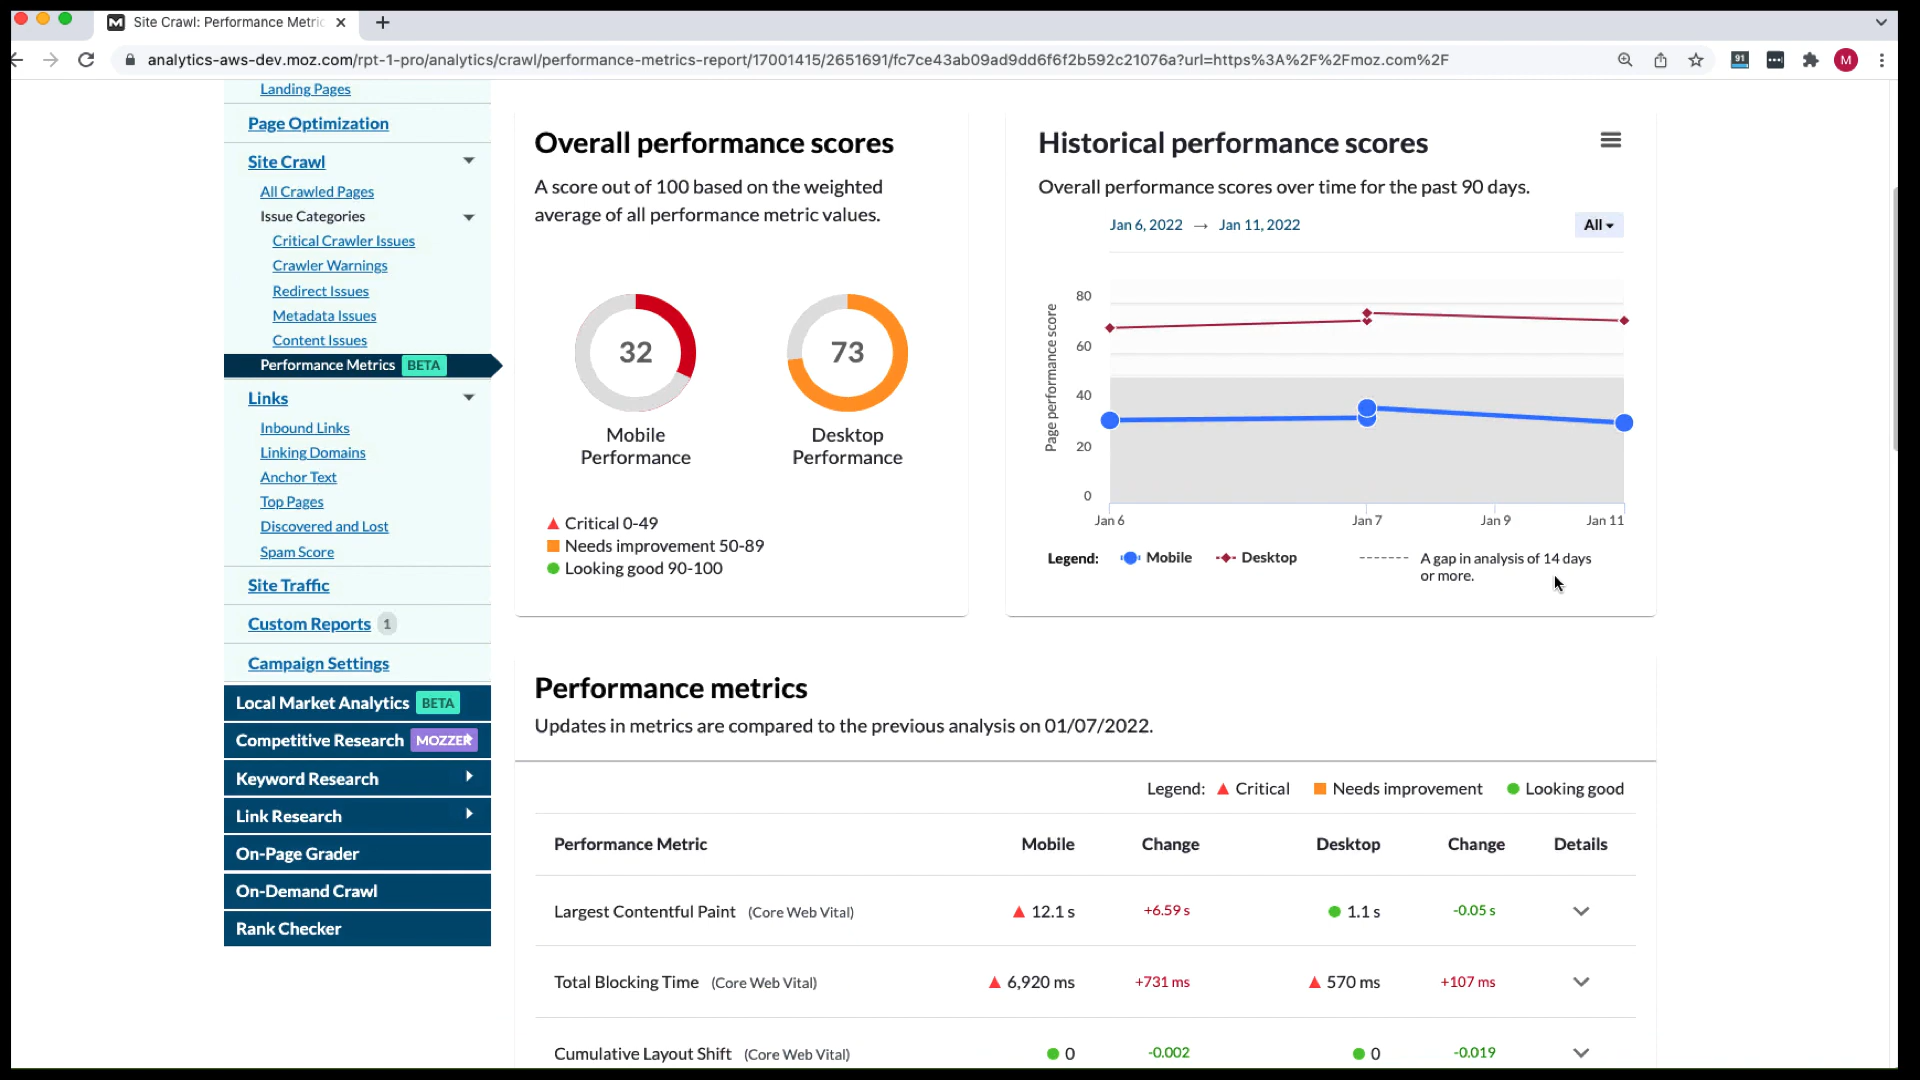 Site Crawl: Performance Metric
analytics-aws-dev.moz.com/rpt-1-pro/analytics/crawl/performance-metrics-report/17001415/2651691/fc7ce43ab09ad9dd6f6f2b592c21076a?url=https%3A%2F%2Fmoz.com%2F
91
M
Landing Pages
Page Optimization
Site Crawl
All Crawled Pages
Issue Categories
Critical Crawler Issues
Crawler Warnings
Redirect Issues
Metadata Issues
Content Issues
Performance Metrics BETA
Links
Inbound Links
Linking Domains
Anchor Text
Top Pages
Discovered and Lost
Spam Score
Site Traffic
Custom Reports 1
Campaign Settings
Local Market Analytics BETA
Competitive Research MOZZER
Keyword Research
Link Research
On-Page Grader
On-Demand Crawl
Rank Checker
Overall performance scores
A score out of 100 based on the weighted
average of all performance metric values.
32
73
Mobile
Performance
Desktop
Performance
Critical 0-49
Needs improvement 50-89
Looking good 90-100
Historical performance scores
Overall performance scores over time for the past 90 days.
Jan 6, 2022 → Jan 11, 2022
All
Page performance score
80
60
40
20
0
Jan 6
Jan 7
Jan 9
Jan 11
Legend: Mobile Desktop
A gap in analysis of 14 days
or more.
Performance metrics
Updates in metrics are compared to the previous analysis on 01/07/2022.
Legend: Critical Needs improvement Looking good
Performance Metric Mobile Change Desktop Change Details
Largest Contentful Paint (Core Web Vital) 12.1 s +6.59 s 1.1 s -0.05 s
Total Blocking Time (Core Web Vital) 6,920 ms +731 ms 570 ms +107 ms
Cumulative Layout Shift (Core Web Vital) 0 -0.002 0 -0.019